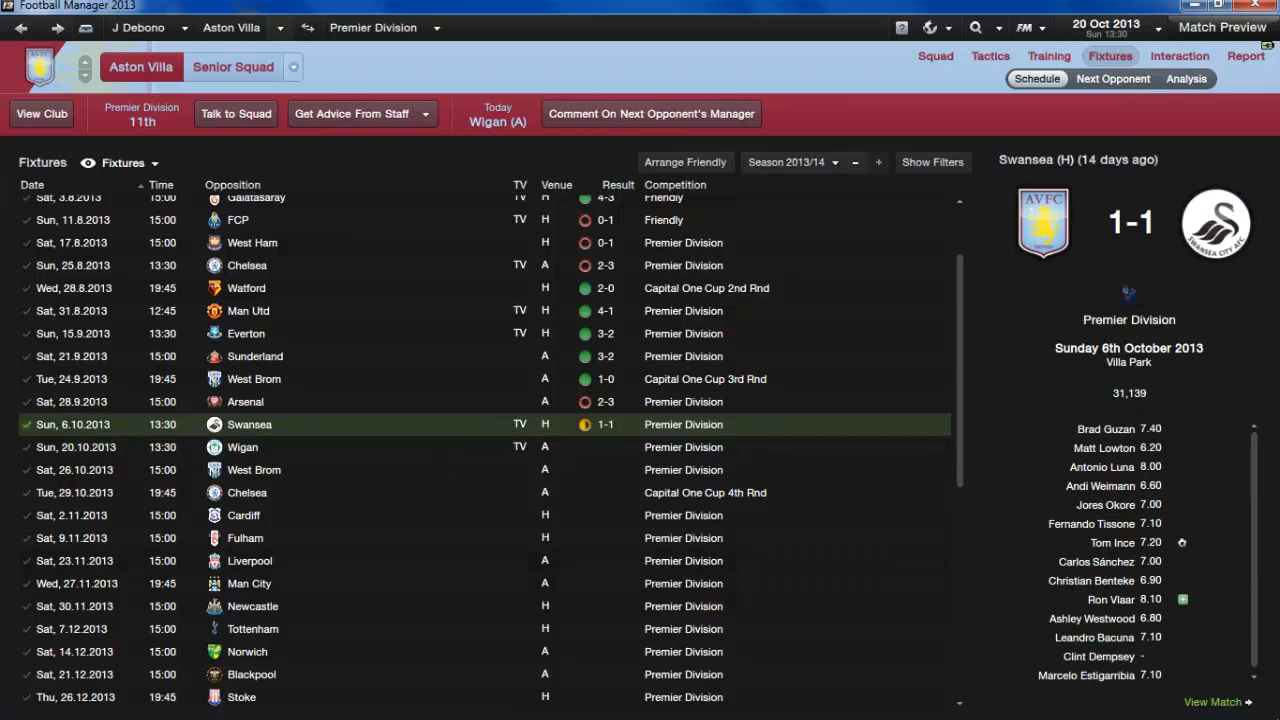 Football Manager 2013
J Debono Aston Villa Premier Division FM 20 Oct 2013 Sun 13:30 Match Preview
Aston Villa Senior Squad
Squad Tactics Training Fixtures Interaction Report
Schedule Next Opponent Analysis
View Club Premier Division 11th Talk to Squad Get Advice From Staff Today Wigan (A) Comment On Next Opponent's Manager
Fixtures Fixtures Arrange Friendly Season 2013/14 - + Show Filters
Date Time Opposition TV Venue Result Competition
Sat, 3.8.2013 15:00 Galatasaray TV H 4-3 Friendly
Sun, 11.8.2013 15:00 FCP TV H 0-1 Friendly
Sat, 17.8.2013 15:00 West Ham H 0-1 Premier Division
Sun, 25.8.2013 13:30 Chelsea TV A 2-3 Premier Division
Wed, 28.8.2013 19:45 Watford H 2-0 Capital One Cup 2nd Rnd
Sat, 31.8.2013 12:45 Man Utd TV H 4-1 Premier Division
Sun, 15.9.2013 13:30 Everton TV H 3-2 Premier Division
Sat, 21.9.2013 15:00 Sunderland A 3-2 Premier Division
Tue, 24.9.2013 19:45 West Brom A 1-0 Capital One Cup 3rd Rnd
Sat, 28.9.2013 15:00 Arsenal A 2-3 Premier Division
Sun, 6.10.2013 13:30 Swansea TV H 1-1 Premier Division
Sun, 20.10.2013 13:30 Wigan TV A Premier Division
Sat, 26.10.2013 15:00 West Brom A Premier Division
Tue, 29.10.2013 19:45 Chelsea A Capital One Cup 4th Rnd
Sat, 2.11.2013 15:00 Cardiff H Premier Division
Sat, 9.11.2013 15:00 Fulham H Premier Division
Sat, 23.11.2013 15:00 Liverpool A Premier Division
Wed, 27.11.2013 19:45 Man City A Premier Division
Sat, 30.11.2013 15:00 Newcastle H Premier Division
Sat, 7.12.2013 15:00 Tottenham H Premier Division
Sat, 14.12.2013 15:00 Norwich A Premier Division
Sat, 21.12.2013 15:00 Blackpool A Premier Division
Thu, 26.12.2013 19:45 Stoke H Premier Division
Swansea (H) (14 days ago)
AVFC 1-1 SWANSEA CITY AFC
Premier Division
Sunday 6th October 2013
Villa Park
31,139
Brad Guzan 7.40
Matt Lowton 6.20
Antonio Luna 8.00
Andi Weimann 6.60
Jores Okore 7.00
Fernando Tissone 7.10
Tom Ince 7.20
Carlos Sánchez 7.00
Christian Benteke 6.90
Ron Vlaar 8.10
Ashley Westwood 6.80
Leandro Bacuna 7.10
Clint Dempsey -
Marcelo Estigarribia 7.10
View Match